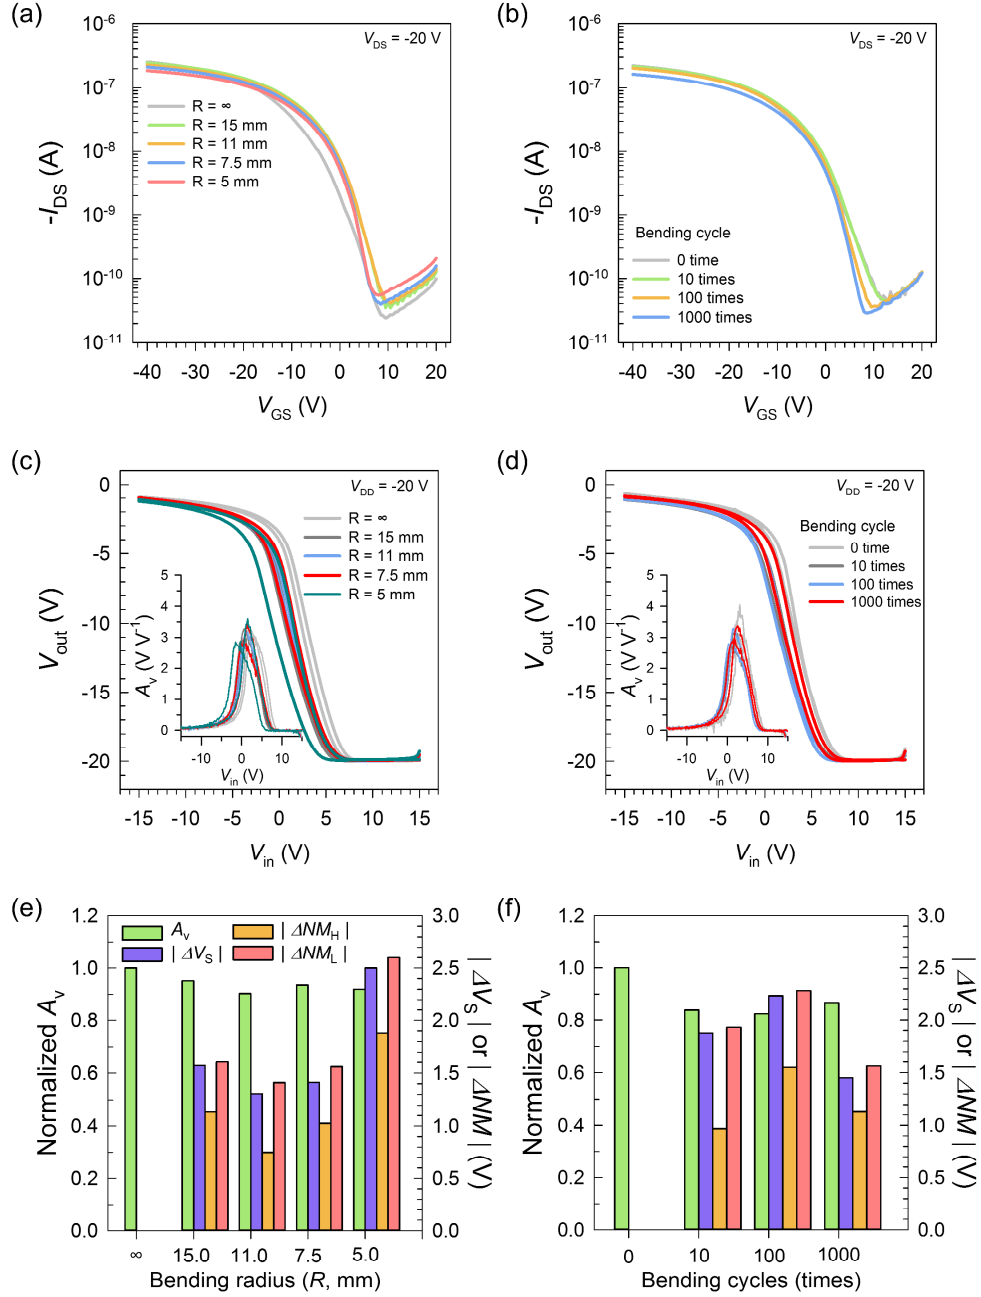 (a)
10⁻⁶
10⁻⁷
10⁻⁸
10⁻⁹
10⁻¹⁰
10⁻¹¹
-I_DS (A)
V_DS = -20 V
R = ∞
R = 15 mm
R = 11 mm
R = 7.5 mm
R = 5 mm
-40 -30 -20 -10 0 10 20
V_GS (V)
(b)
10⁻⁶
10⁻⁷
10⁻⁸
10⁻⁹
10⁻¹⁰
10⁻¹¹
-I_DS (A)
V_DS = -20 V
Bending cycle
0 time
10 times
100 times
1000 times
-40 -30 -20 -10 0 10 20
V_GS (V)
(c)
0
-5
-10
-15
-20
V_out (V)
V_DD = -20 V
R = ∞
R = 15 mm
R = 11 mm
R = 7.5 mm
R = 5 mm
5
4
3
2
1
0
A_v (V V⁻¹)
-10 0 10
V_in (V)
-15 -10 -5 0 5 10 15
V_in (V)
(d)
0
-5
-10
-15
-20
V_out (V)
V_DD = -20 V
Bending cycle
0 time
10 times
100 times
1000 times
5
4
3
2
1
0
A_v (V V⁻¹)
-10 0 10
V_in (V)
-15 -10 -5 0 5 10 15
V_in (V)
(e)
1.2
1.0
0.8
0.6
0.4
0.2
0.0
Normalized A_v
A_v
| ΔV_S |
| ΔNM_H |
| ΔNM_L |
3.0
2.5
2.0
1.5
1.0
0.5
0.0
| ΔV_S | or | ΔNM | (V)
∞ 15.0 11.0 7.5 5.0
Bending radius (R, mm)
(f)
1.2
1.0
0.8
0.6
0.4
0.2
0.0
Normalized A_v
3.0
2.5
2.0
1.5
1.0
0.5
0.0
| ΔV_S | or | ΔNM | (V)
0 10 100 1000
Bending cycles (times)